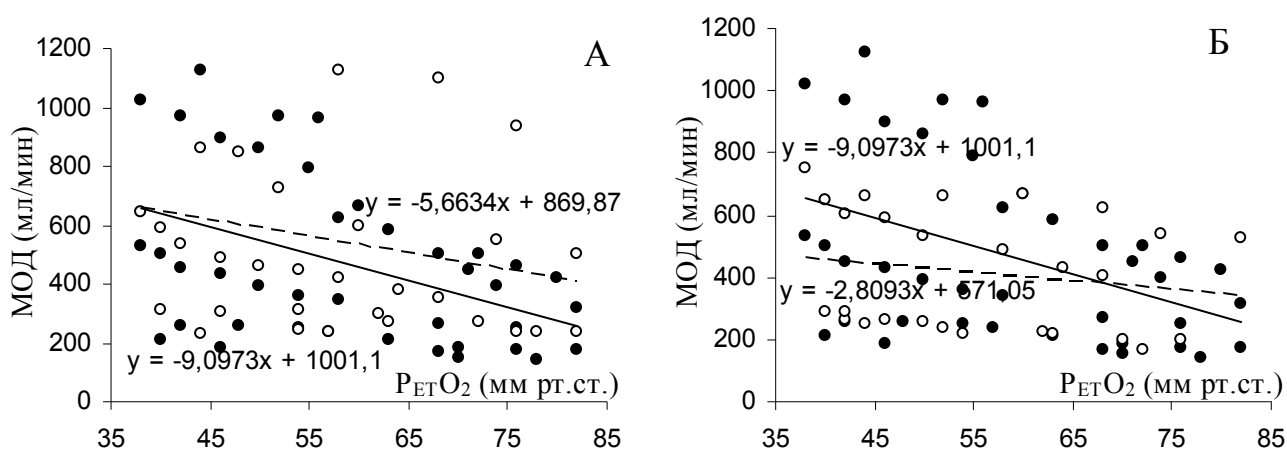 А
МОД (мл/мин)
1200
1000
800
600
400
200
0
y = -5,6634x + 869,87
y = -9,0973x + 1001,1
PETO2 (мм рт.ст.)
35 45 55 65 75 85
Б
МОД (мл/мин)
1200
1000
800
600
400
200
0
y = -9,0973x + 1001,1
y = -2,8093x + 571,05
PETO2 (мм рт.ст.)
35 45 55 65 75 85